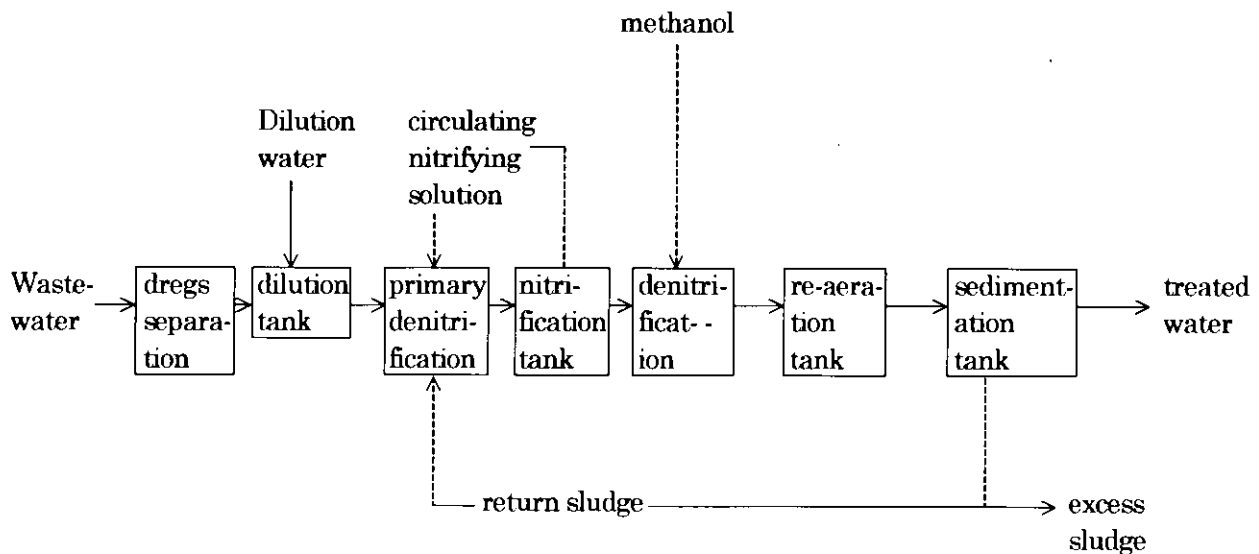 methanol
Dilution
water
circulating
nitrifying
solution
Waste-
water
dregs
separa-
tion
dilution
tank
primary
denitri-
fication
nitri-
fication
tank
denitri-
ficat- -
ion
re-aera-
tion
tank
sediment-
ation
tank
treated
water
return sludge
excess
sludge